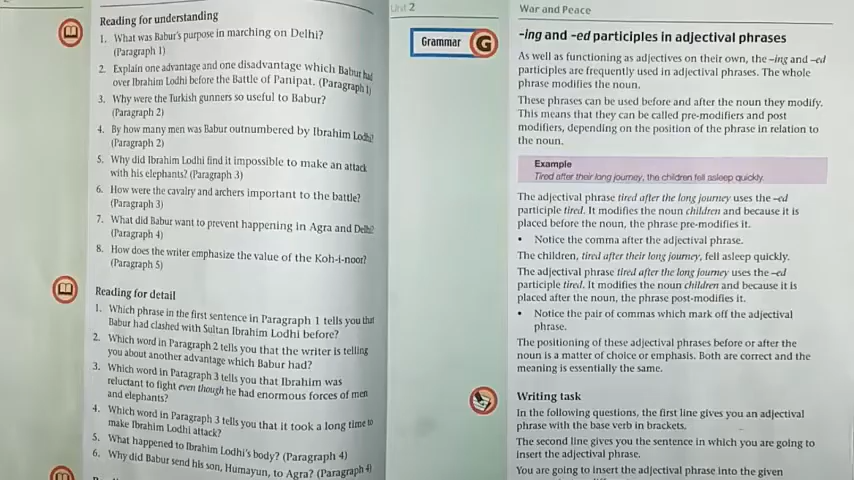 Reading for understanding
1. What was Babur's purpose in marching on Delhi?
(Paragraph 1)
2. Explain one advantage and one disadvantage which Babur had
over Ibrahim Lodhi before the Battle of Panipat. (Paragraph 1)
3. Why were the Turkish gunners so useful to Babur?
(Paragraph 2)
4. By how many men was Babur outnumbered by Ibrahim Lodhi?
(Paragraph 2)
5. Why did Ibrahim Lodhi find it impossible to make an attack
with his elephants? (Paragraph 3)
6. How were the cavalry and archers important to the battle?
(Paragraph 3)
7. What did Babur want to prevent happening in Agra and Delhi?
(Paragraph 4)
8. How does the writer emphasize the value of the Koh-i-noor?
(Paragraph 5)
Reading for detail
1. Which phrase in the first sentence in Paragraph 1 tells you that
Babur had clashed with Sultan Ibrahim Lodhi before?
2. Which word in Paragraph 2 tells you that the writer is telling
you about another advantage which Babur had?
3. Which word in Paragraph 3 tells you that Ibrahim was
reluctant to fight even though he had enormous forces of men
and elephants?
4. Which word in Paragraph 3 tells you that it took a long time to
make Ibrahim Lodhi attack?
5. What happened to Ibrahim Lodhi's body? (Paragraph 4)
6. Why did Babur send his son, Humayun, to Agra? (Paragraph 4)
Unit 2
War and Peace
Grammar G
-ing and -ed participles in adjectival phrases
As well as functioning as adjectives on their own, the -ing and -ed
participles are frequently used in adjectival phrases. The whole
phrase modifies the noun.
These phrases can be used before and after the noun they modify.
This means that they can be called pre-modifiers and post
modifiers, depending on the position of the phrase in relation to
the noun.
Example
Tired after their long journey, the children fell asleep quickly.
The adjectival phrase tired after the long journey uses the -ed
participle tired. It modifies the noun children and because it is
placed before the noun, the phrase pre-modifies it.
• Notice the comma after the adjectival phrase.
The children, tired after their long journey, fell asleep quickly.
The adjectival phrase tired after the long journey uses the -ed
participle tired. It modifies the noun children and because it is
placed after the noun, the phrase post-modifies it.
• Notice the pair of commas which mark off the adjectival
phrase.
The positioning of these adjectival phrases before or after the
noun is a matter of choice or emphasis. Both are correct and the
meaning is essentially the same.
Writing task
In the following questions, the first line gives you an adjectival
phrase with the base verb in brackets.
The second line gives you the sentence in which you are going to
insert the adjectival phrase.
You are going to insert the adjectival phrase into the given